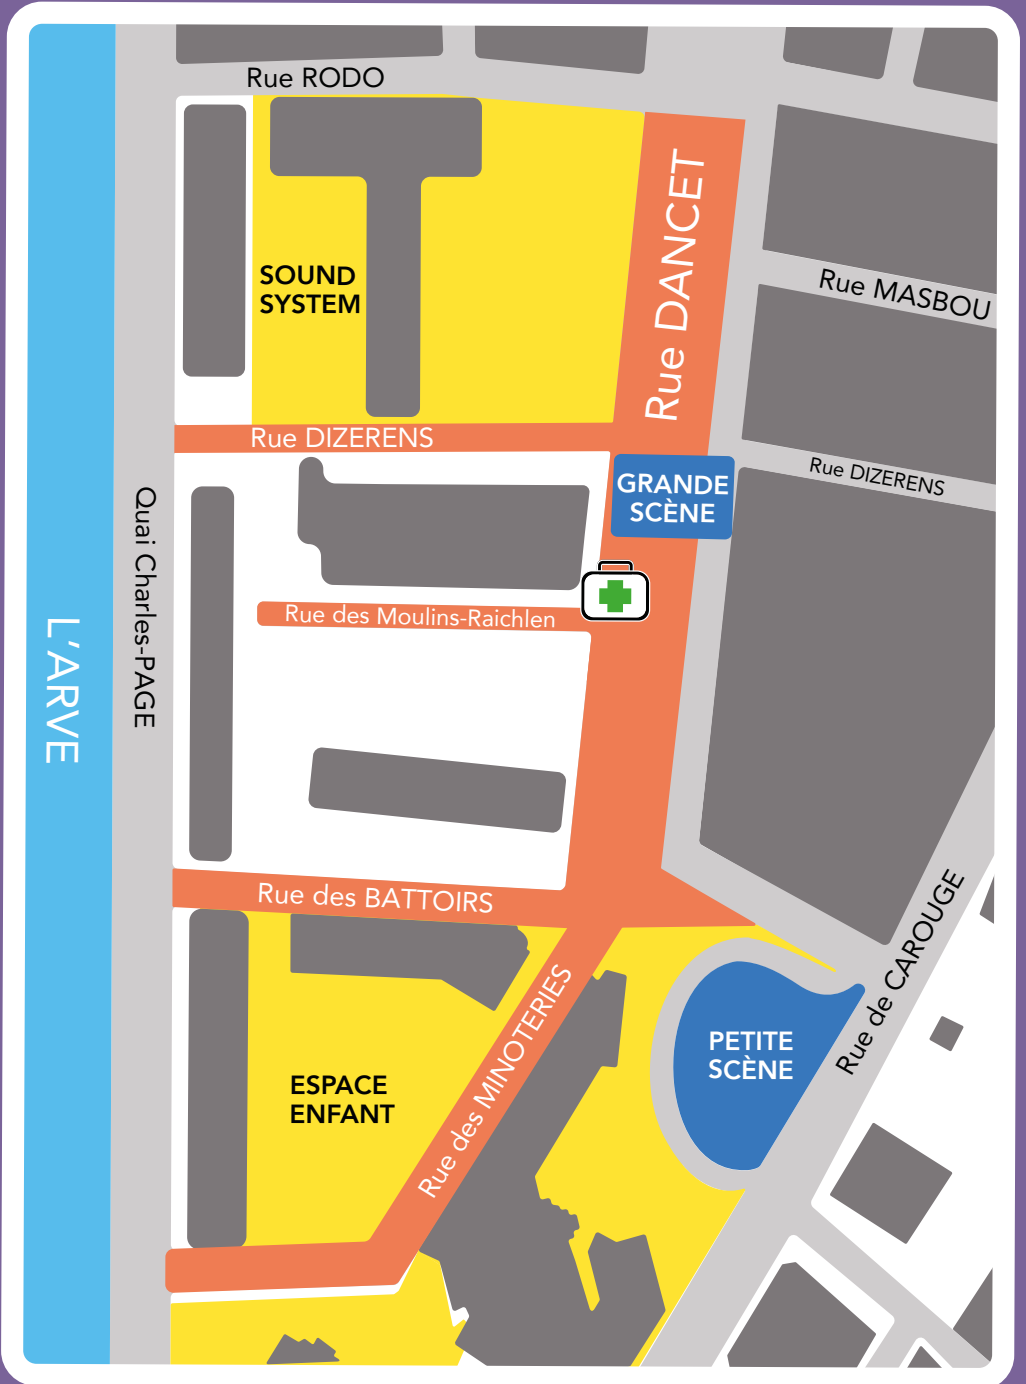 Rue RODO
Rue DANCET
SOUND
SYSTEM
Rue MASBOU
Rue DIZERENS
Rue DIZERENS
GRANDE
SCÈNE
Quai Charles-PAGE
L'ARVE
Rue des Moulins-Raichlen
Rue des BATTOIRS
Rue de CAROUGE
Rue des MINOTERIES
PETITE
SCÈNE
ESPACE
ENFANT